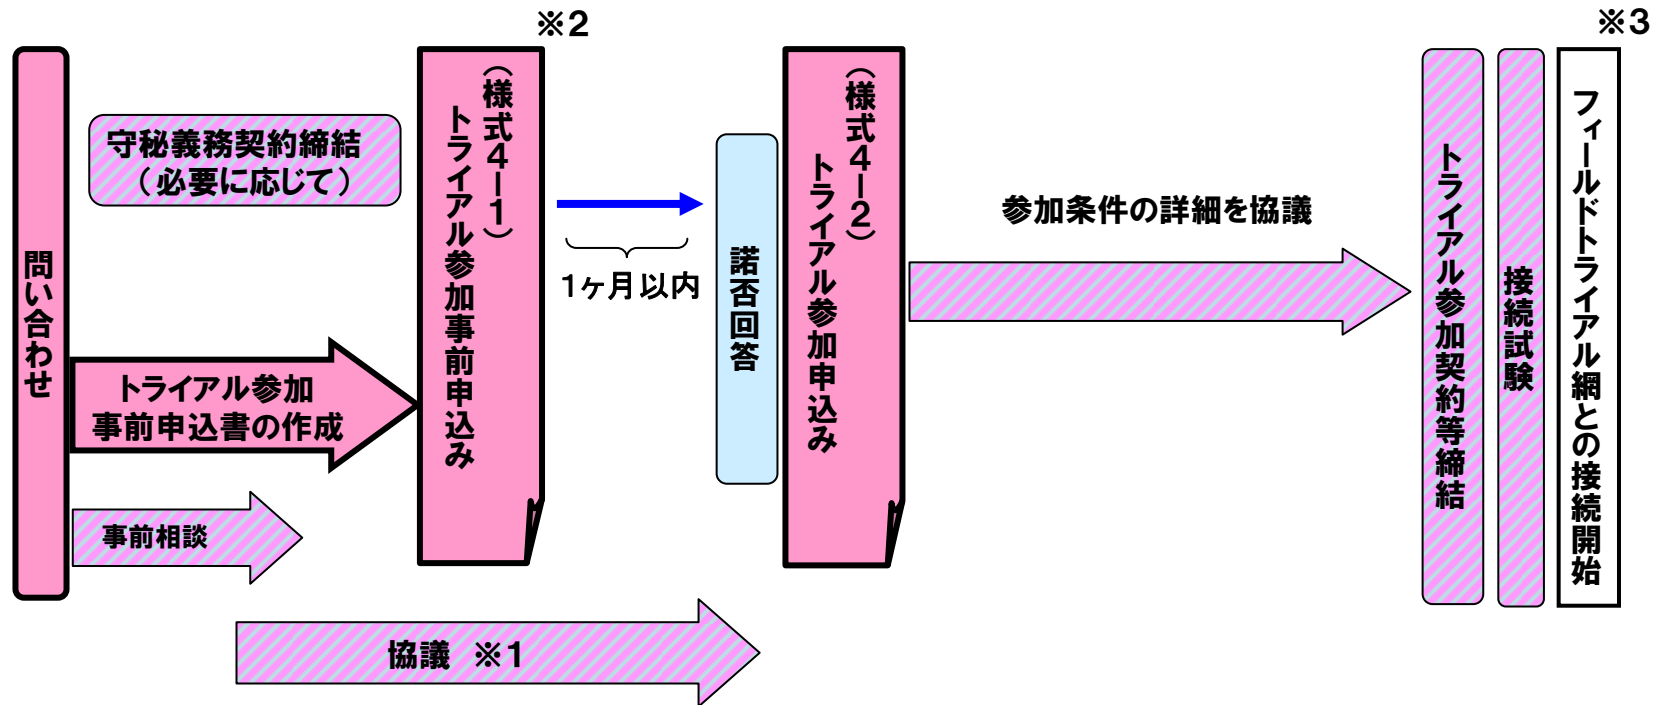 問い合わせ
守秘義務契約締結
（必要に応じて）
トライアル参加
事前申込書の作成
事前相談
協議 ※1
※2
（様式4-1）
トライアル参加事前申込み
1ヶ月以内
諾否回答
（様式4-2）
トライアル参加申込み
参加条件の詳細を協議
トライアル参加契約等締結
接続試験
※3
フィールドトライアル網との接続開始